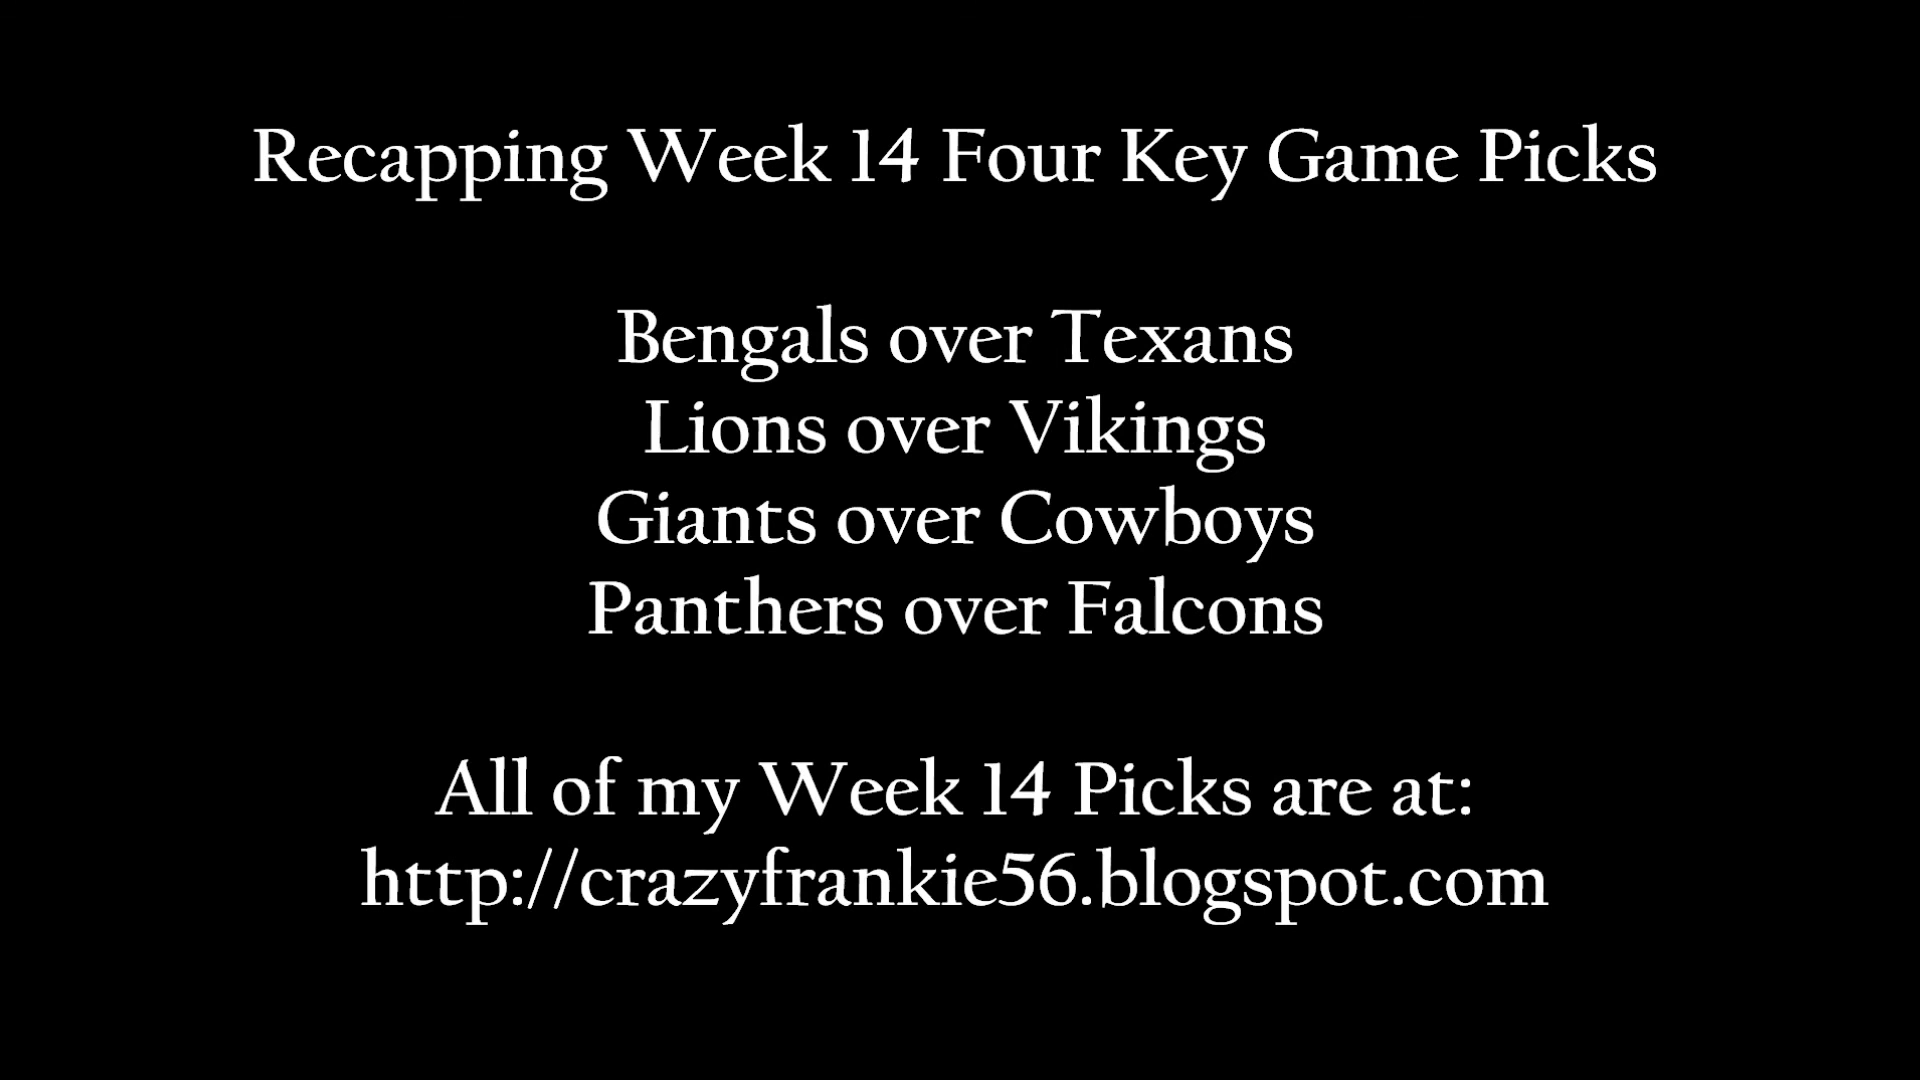 Recapping Week 14 Four Key Game Picks
Bengals over Texans
Lions over Vikings
Giants over Cowboys
Panthers over Falcons
All of my Week 14 Picks are at:
http://crazyfrankie56.blogspot.com